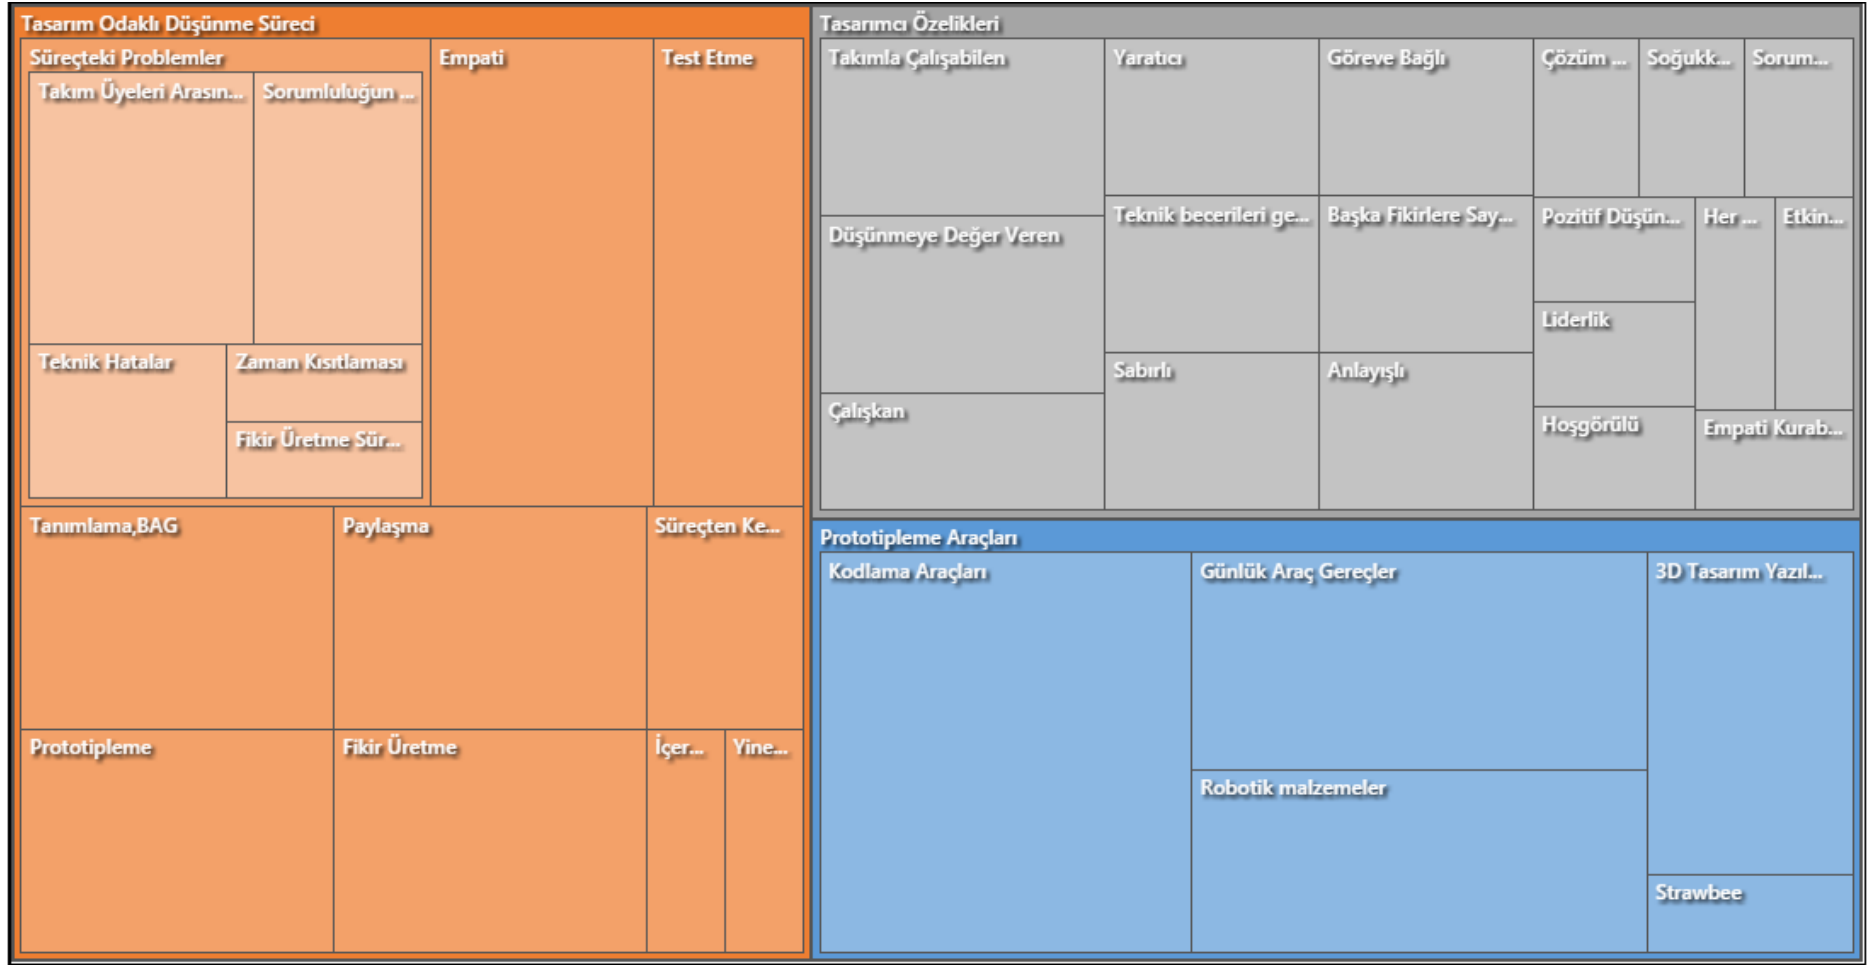 Tasarım Odaklı Düşünme Süreci
Süreçteki Problemler
Takım Üyeleri Arasın...
Sorumluluğun ...
Teknik Hatalar
Zaman Kısıtlaması
Fikir Üretme Sür...
Empati
Test Etme
Tanımlama,BAG
Paylaşma
Süreçten Ke...
Prototipleme
Fikir Üretme
İçer...
Yine...
Tasarımcı Özelikleri
Takımla Çalışabilen
Düşünmeye Değer Veren
Çalışkan
Yaratıcı
Göreve Bağlı
Teknik becerileri ge...
Başka Fikirlere Say...
Sabırlı
Anlayışlı
Çözüm ...
Soğukk...
Sorum...
Pozitif Düşün...
Her ...
Etkin...
Liderlik
Hoşgörülü
Empati Kurab...
Prototipleme Araçları
Kodlama Araçları
Günlük Araç Gereçler
Robotik malzemeler
3D Tasarım Yazıl...
Strawbee